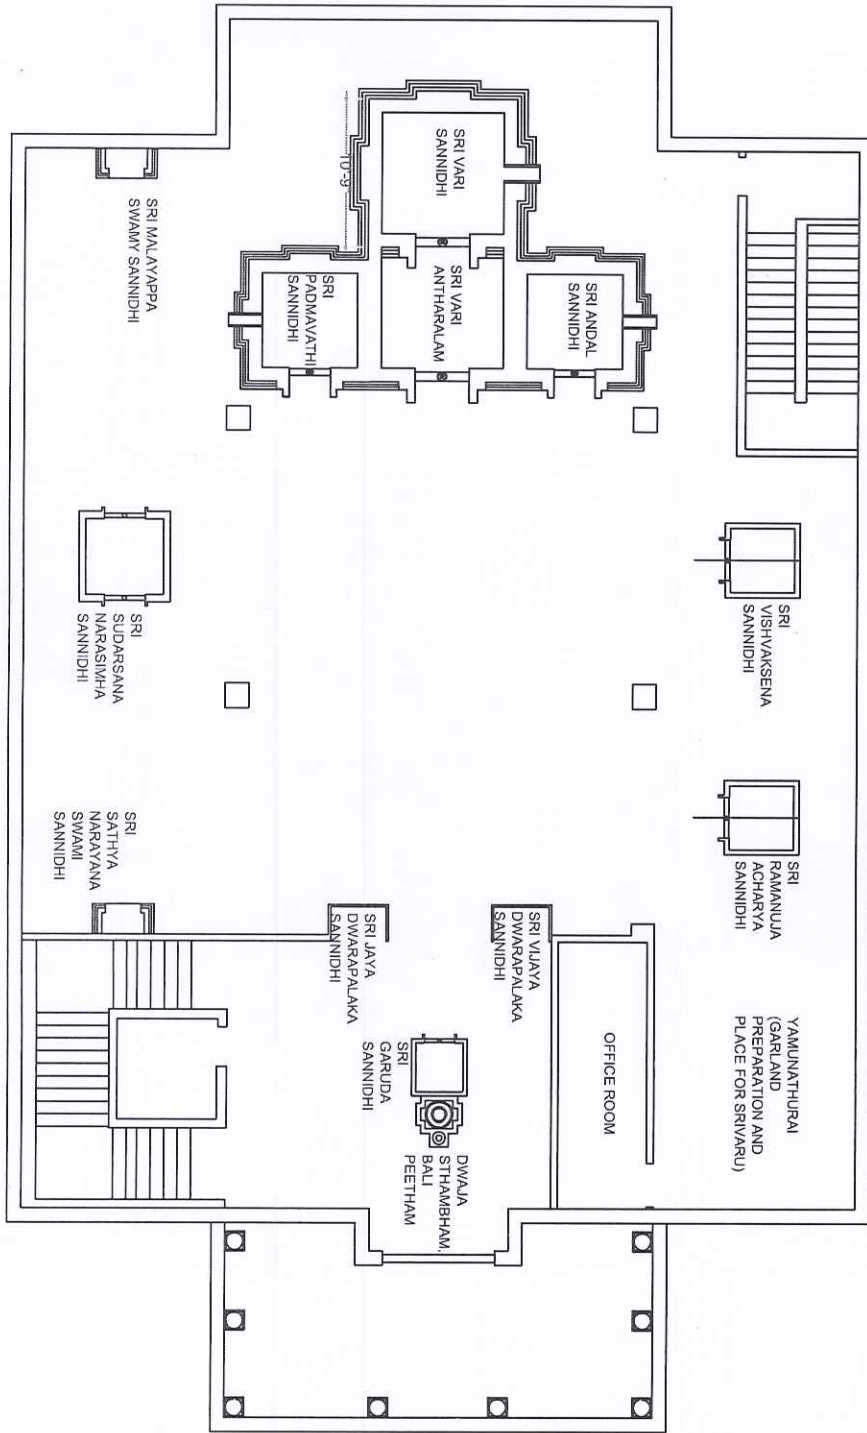 SRI VARI
SANNIDHI
10'-9"
SRI MALAYAPPA
SWAMY SANNIDHI
SRI
PADMAVATHI
SANNIDHI
SRI VARI
ANTHARALAM
SRI ANDAL
SANNIDHI
SRI
SUDARSANA
NARASIMHA
SANNIDHI
SRI
VISHVAKSENA
SANNIDHI
SRI
SATHYA
NARAYANA
SWAMI
SANNIDHI
SRI
RAMANUJA
ACHARYA
SANNIDHI
SRI JAYA
DWARAPALAKA
SANNIDHI
SRI VIJAYA
DWARAPALAKA
SANNIDHI
SRI
GARUDA
SANNIDHI
OFFICE ROOM
YAMUNATHURAI
(GARLAND
PREPARATION AND
PLACE FOR SRIVARU)
DWAJA
STHAMBHAM,
BALI
PEETHAM